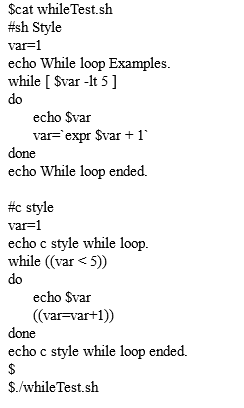 $cat whileTest.sh
#sh Style
var=1
echo While loop Examples.
while [ $var -lt 5 ]
do
echo $var
var=`expr $var + 1`
done
echo While loop ended.
#c style
var=1
echo c style while loop.
while ((var < 5))
do
echo $var
((var=var+1))
done
echo c style while loop ended.
$
$./whileTest.sh